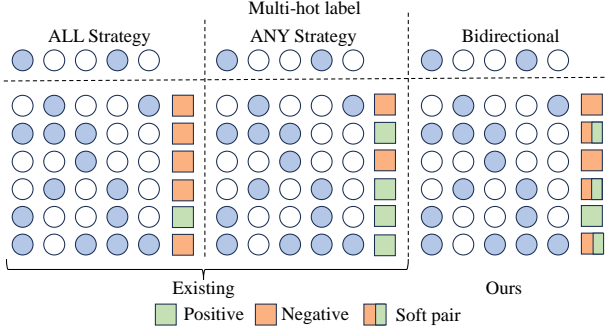 Multi-hot label
ALL Strategy ANY Strategy Bidirectional
Existing Ours
Positive Negative Soft pair